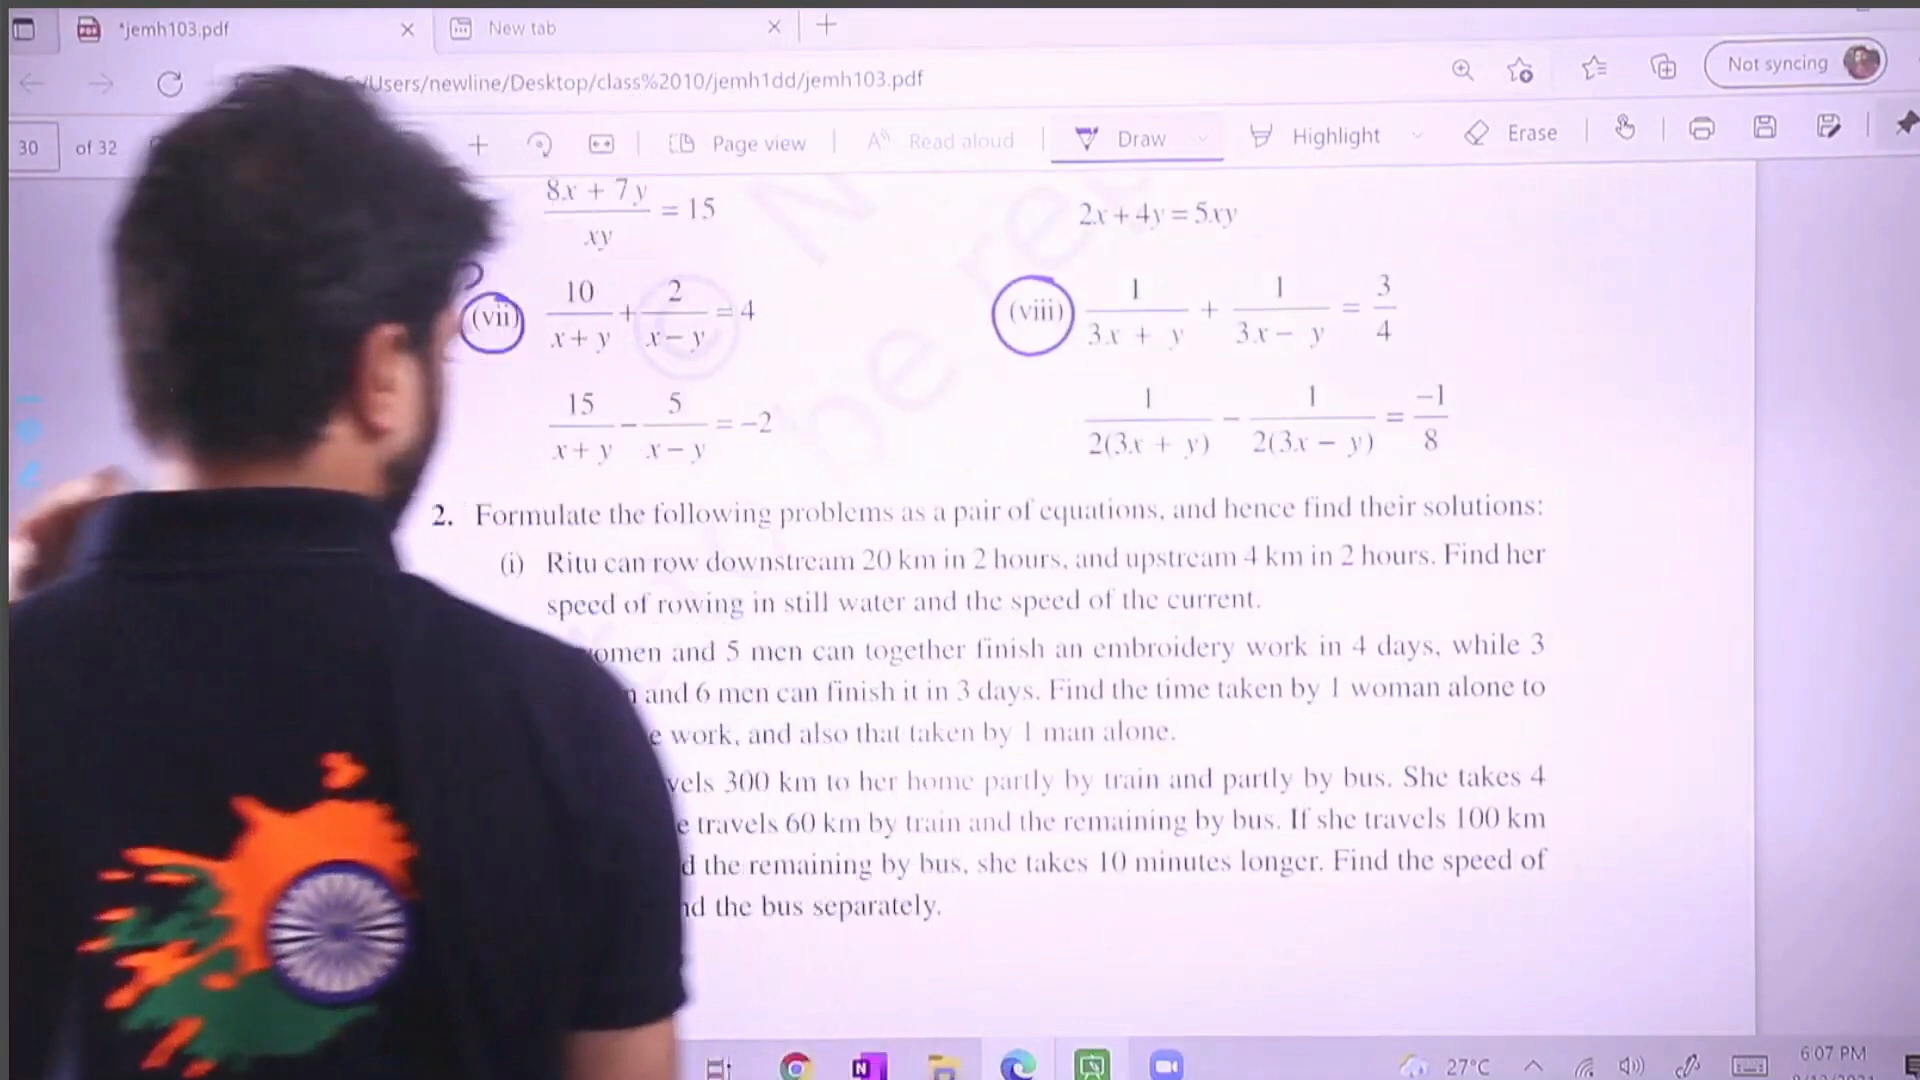 *jemh103.pdf
New tab
/Users/newline/Desktop/class%2010/jemh1dd/jemh103.pdf
Not syncing
30 of 32
Page view
Read aloud
Draw
Highlight
Erase
8x + 7y / xy = 15
2x + 4y = 5xy
(vii) 10 / x + y + 2 / x – y = 4
(viii) 1 / 3x + y + 1 / 3x – y = 3 / 4
15 / x + y – 5 / x – y = –2
1 / 2(3x + y) – 1 / 2(3x – y) = –1 / 8
2. Formulate the following problems as a pair of equations, and hence find their solutions:
(i) Ritu can row downstream 20 km in 2 hours, and upstream 4 km in 2 hours. Find her
speed of rowing in still water and the speed of the current.
and 5 men can together finish an embroidery work in 4 days, while 3
and 6 men can finish it in 3 days. Find the time taken by 1 woman alone to
work, and also that taken by 1 man alone.
300 km to her home partly by train and partly by bus. She takes 4
travels 60 km by train and the remaining by bus. If she travels 100 km
the remaining by bus, she takes 10 minutes longer. Find the speed of
the bus separately.
27°C
6:07 PM